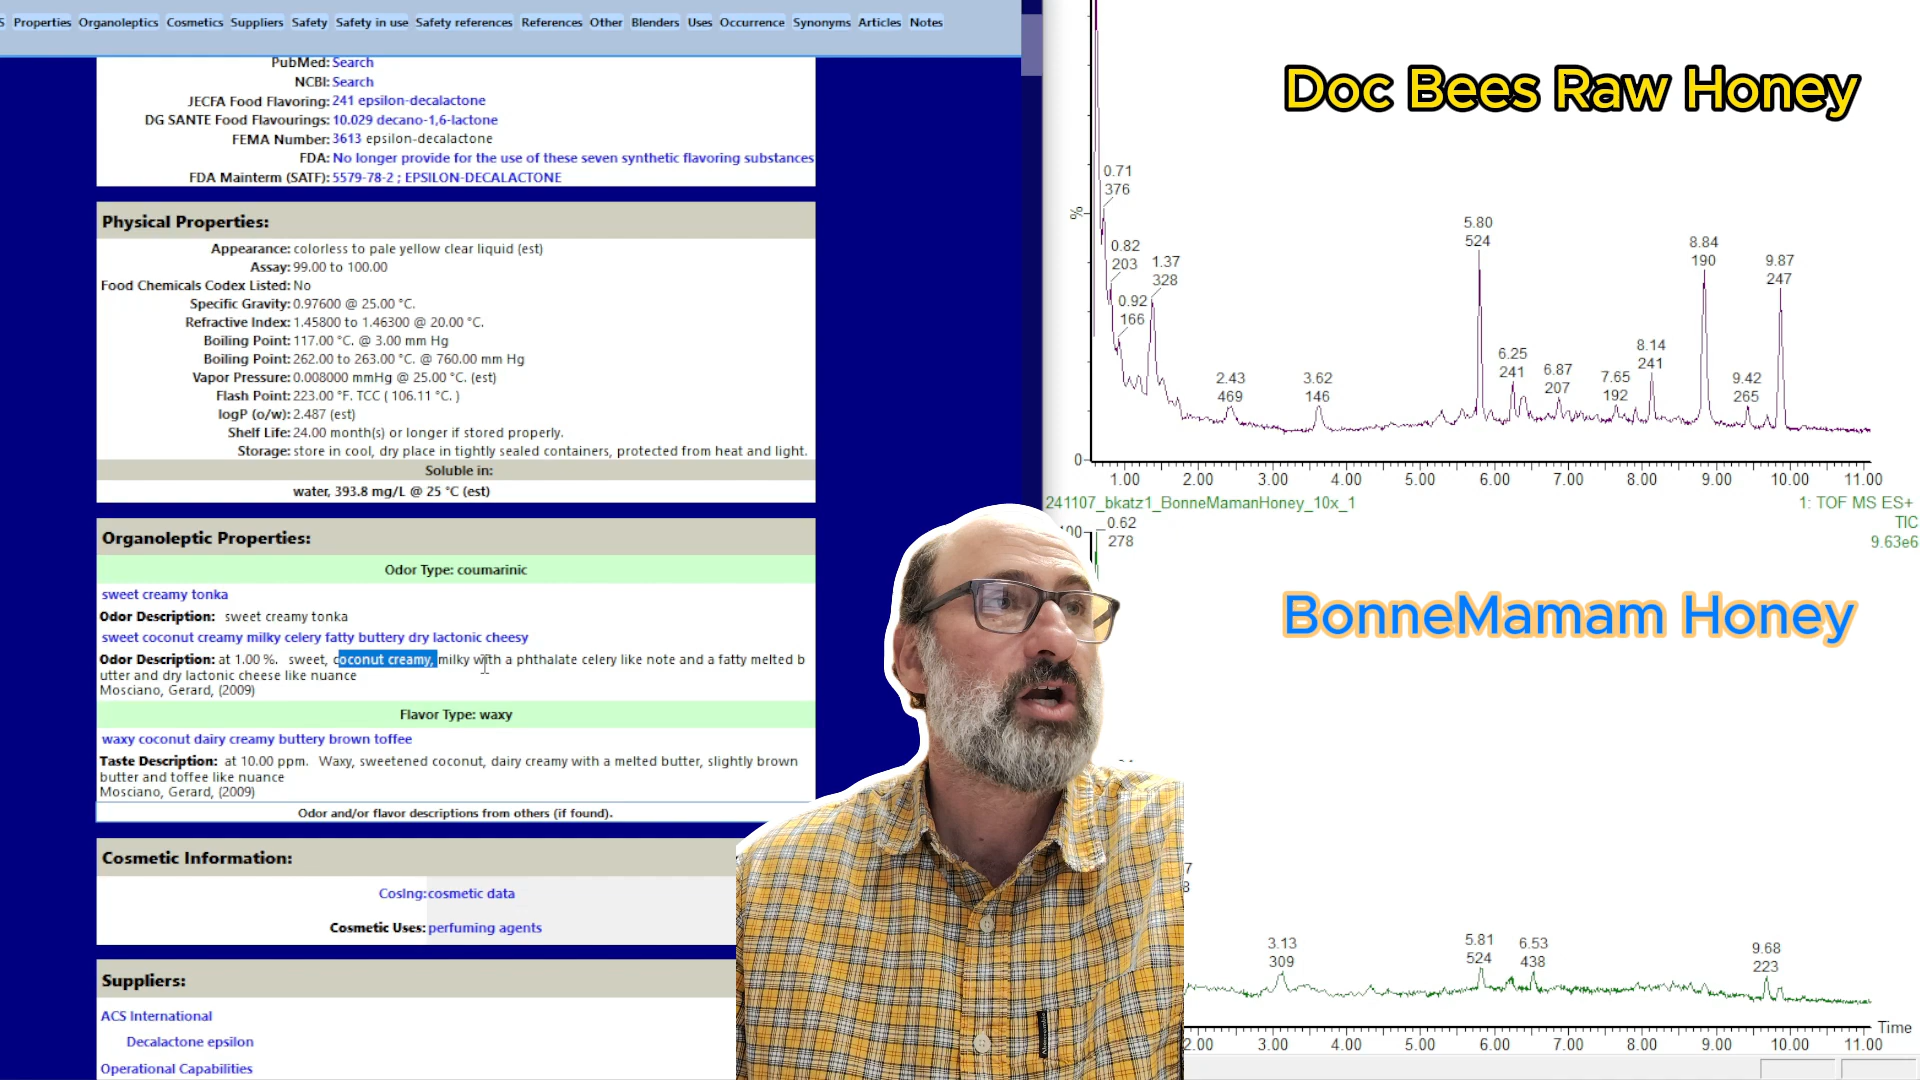 S Properties Organoleptics Cosmetics Suppliers Safety Safety in use Safety references References Other Blenders Uses Occurrence Synonyms Articles Notes
PubMed: Search
NCBI: Search
JECFA Food Flavoring: 241 epsilon-decalactone
DG SANTE Food Flavourings: 10.029 decano-1,6-lactone
FEMA Number: 3613 epsilon-decalactone
FDA: No longer provide for the use of these seven synthetic flavoring substances
FDA Mainterm (SATF): 5579-78-2 ; EPSILON-DECALACTONE
Physical Properties:
Appearance: colorless to pale yellow clear liquid (est)
Assay: 99.00 to 100.00
Food Chemicals Codex Listed: No
Specific Gravity: 0.97600 @ 25.00 °C.
Refractive Index: 1.45800 to 1.46300 @ 20.00 °C.
Boiling Point: 117.00 °C. @ 3.00 mm Hg
Boiling Point: 262.00 to 263.00 °C. @ 760.00 mm Hg
Vapor Pressure: 0.008000 mmHg @ 25.00 °C. (est)
Flash Point: 223.00 °F. TCC ( 106.11 °C. )
logP (o/w): 2.487 (est)
Shelf Life: 24.00 month(s) or longer if stored properly.
Storage: store in cool, dry place in tightly sealed containers, protected from heat and light.
Soluble in:
water, 393.8 mg/L @ 25 °C (est)
Organoleptic Properties:
Odor Type: coumarinic
sweet creamy tonka
Odor Description: sweet creamy tonka
sweet coconut creamy milky celery fatty buttery dry lactonic cheesy
Odor Description: at 1.00 %. sweet, coconut creamy, milky with a phthalate celery like note and a fatty melted b
utter and dry lactonic cheese like nuance
Mosciano, Gerard, (2009)
Flavor Type: waxy
waxy coconut dairy creamy buttery brown toffee
Taste Description: at 10.00 ppm. Waxy, sweetened coconut, dairy creamy with a melted butter, slightly brown
butter and toffee like nuance
Mosciano, Gerard, (2009)
Odor and/or flavor descriptions from others (if found).
Cosmetic Information:
CosIng: cosmetic data
Cosmetic Uses: perfuming agents
Suppliers:
ACS International
Decalactone epsilon
Operational Capabilities
Doc Bees Raw Honey
%
0.71
376
0.82
203
0.92
166
1.37
328
2.43
469
3.62
146
5.80
524
6.25
241
6.87
207
7.65
192
8.14
241
8.84
190
9.42
265
9.87
247
0
1.00 2.00 3.00 4.00 5.00 6.00 7.00 8.00 9.00 10.00 11.00
241107_bkatz1_BonneMamanHoney_10x_1
1: TOF MS ES+
TIC
9.63e6
0.62
278
BonneMamam Honey
3.13
309
5.81
524
6.53
438
9.68
223
Time
2.00 3.00 4.00 5.00 6.00 7.00 8.00 9.00 10.00 11.00